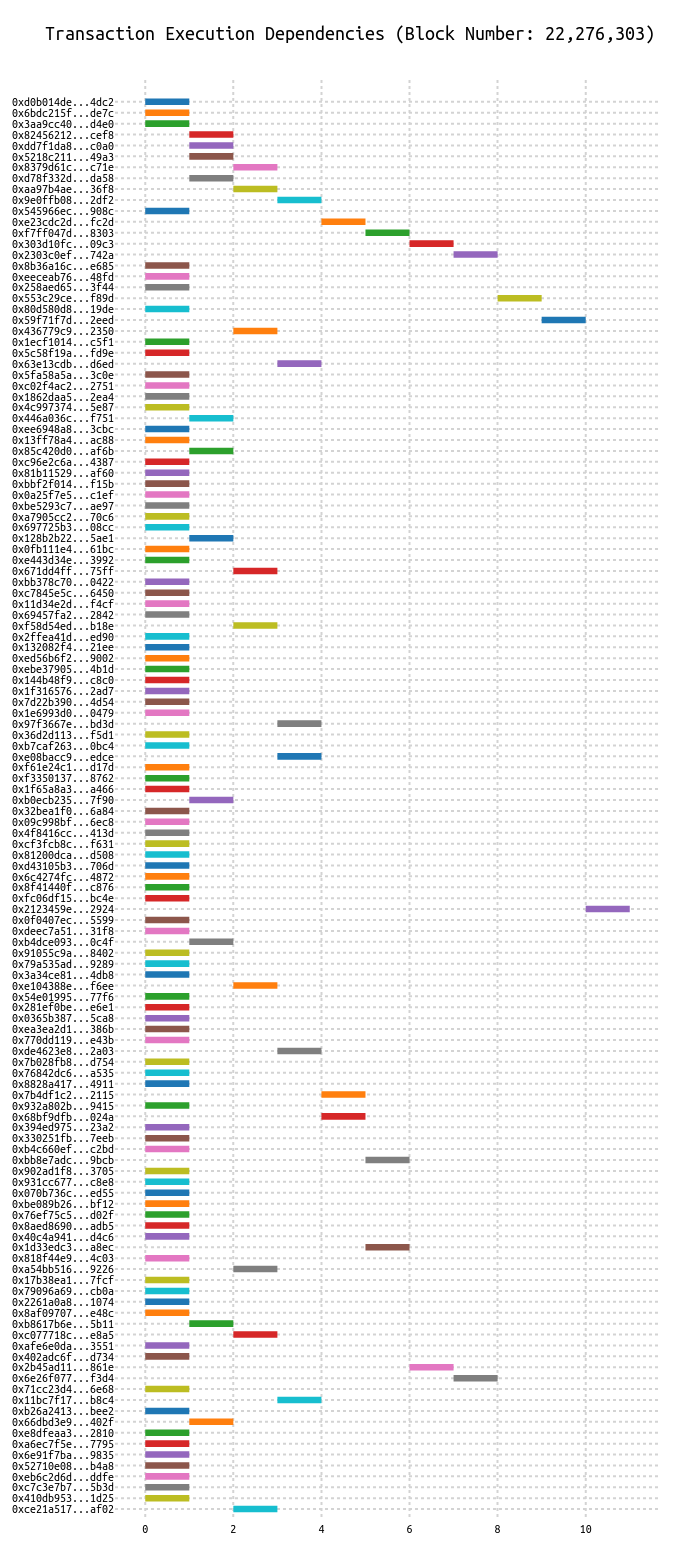 Transaction Execution Dependencies (Block Number: 22,276,303)
0xd0b014de...4dc2
0x6bdc215f...de7c
0x3aa9cc40...d4e0
0x82456212...cef8
0xdd7f1da8...c0a0
0x5218c211...49a3
0x8379d61c...c71e
0xd78f332d...da58
0xaa97b4ae...36f8
0x9e0ffb08...2df2
0x545966ec...908c
0xe23cdc2d...fc2d
0xf7ff047d...8303
0x303d10fc...09c3
0x2303c0ef...742a
0x8b36a16c...e685
0xeeceab76...48fd
0x258aed65...3f44
0x553c29ce...f89d
0x80d580d8...19de
0x59f71f7d...2eed
0x436779c9...2350
0x1ecf1014...c5f1
0x5c58f19a...fd9e
0x63e13cdb...d6ed
0x5fa58a5a...3c0e
0xc02f4ac2...2751
0x1862daa5...2ea4
0x4c997374...5e87
0x446a036c...f751
0xee6948a8...3cbc
0x13ff78a4...ac88
0x85c420d0...af6b
0xc96e2c6a...4387
0x81b11529...af60
0xbbf2f014...f15b
0x0a25f7e5...c1ef
0xbe5293c7...ae97
0xa7905cc2...70c6
0x697725b3...08cc
0x128b2b22...5ae1
0x0fb111e4...61bc
0xe443d34e...3992
0x671dd4ff...75ff
0xbb378c70...0422
0xc7845e5c...6450
0x11d34e2d...f4cf
0x69457fa2...2842
0xf58d54ed...b18e
0x2ffea41d...ed90
0x132082f4...21ee
0xed56b6f2...9002
0xebe37905...4b1d
0x144b48f9...c8c0
0x1f316576...2ad7
0x7d22b390...4d54
0x1e6993d0...0479
0x97f3667e...bd3d
0x36d2d113...f5d1
0xb7caf263...0bc4
0xe08bacc9...edce
0xf61e24c1...d17d
0xf3350137...8762
0x1f65a8a3...a466
0xb0ecb235...7f90
0x32bea1f0...6a84
0x09c998bf...6ec8
0x4f8416cc...413d
0xcf3fcb8c...f631
0x81200dca...d508
0xd43105b3...706d
0x6c4274fc...4872
0x8f41440f...c876
0xfc06df15...bc4e
0x2123459e...2924
0x0f0407ec...5599
0xdeec7a51...31f8
0xb4dce093...0c4f
0x91055c9a...8402
0x79a535ad...9289
0x3a34ce81...4db8
0xe104388e...f6ee
0x54e01995...77f6
0x281ef0be...e6e1
0x0365b387...5ca8
0xea3ea2d1...386b
0x770dd119...e43b
0xde4623e8...2a03
0x7b028fb8...d754
0x76842dc6...a535
0x8828a417...4911
0x7b4df1c2...2115
0x932a802b...9415
0x68bf9dfb...024a
0x394ed975...23a2
0x330251fb...7eeb
0xb4c660ef...c2bd
0xbb8e7adc...9bcb
0x902ad1f8...3705
0x931cc677...c8e8
0x070b736c...ed55
0xbe089b26...bf12
0x76ef75c5...d02f
0x8aed8690...adb5
0x40c4a941...d4c6
0x1d33edc3...a8ec
0x818f44e9...4c03
0xa54bb516...9226
0x17b38ea1...7fcf
0x79096a69...cb0a
0x2261a0a8...1074
0x8af09707...e48c
0xb8617b6e...5b11
0xc077718c...e8a5
0xafe6e0da...3551
0x402adc6f...d734
0x2b45ad11...861e
0x6e26f077...f3d4
0x71cc23d4...6e68
0x11bc7f17...b8c4
0xb26a2413...bee2
0x66dbd3e9...402f
0xe8dfeaa3...2810
0xa6ec7f5e...7795
0x6e91f7ba...9835
0x52710e08...b4a8
0xeb6c2d6d...ddfe
0xc7c3e7b7...5b3d
0x410db953...1d25
0xce21a517...af02
0 2 4 6 8 10